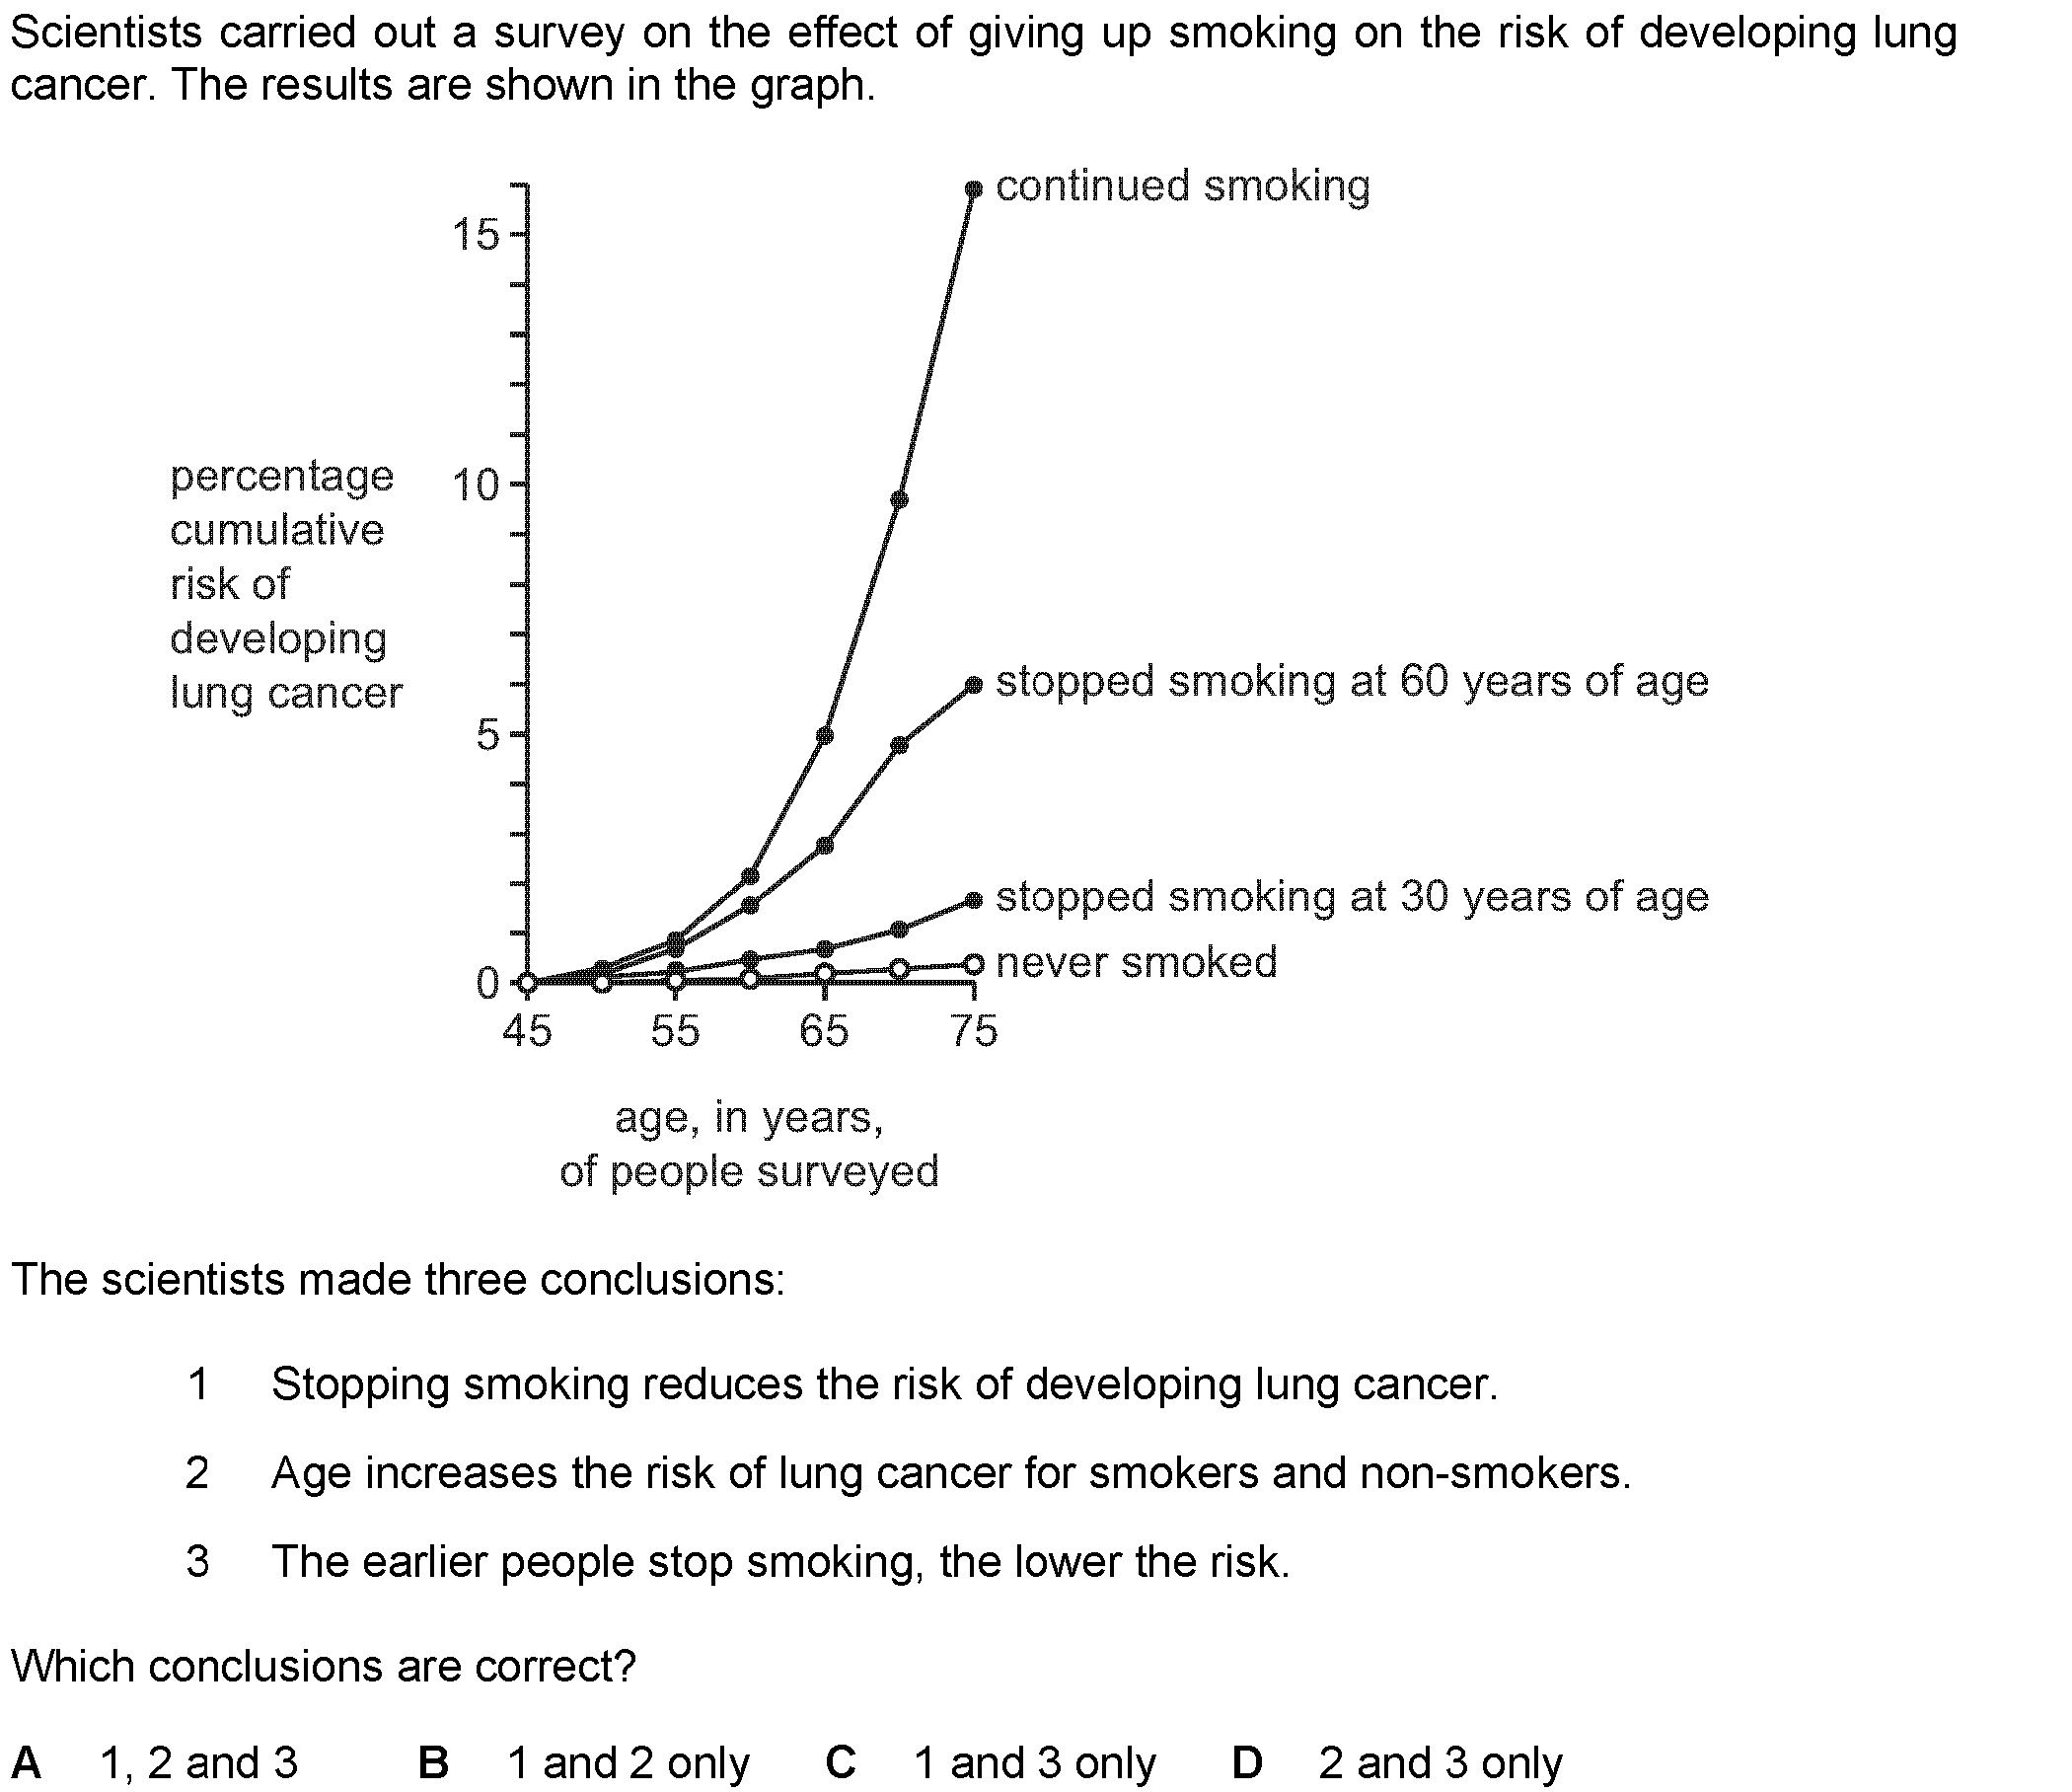 Scientists carried out a survey on the effect of giving up smoking on the risk of developing lung
cancer. The results are shown in the graph.
continued smoking
15
percentage
cumulative
risk of
developing
lung cancer
10
stopped smoking at 60 years of age
5
stopped smoking at 30 years of age
never smoked
0
45 55 65 75
age, in years,
of people surveyed
The scientists made three conclusions:
1 Stopping smoking reduces the risk of developing lung cancer.
2 Age increases the risk of lung cancer for smokers and non-smokers.
3 The earlier people stop smoking, the lower the risk.
Which conclusions are correct?
A 1, 2 and 3 B 1 and 2 only C 1 and 3 only D 2 and 3 only